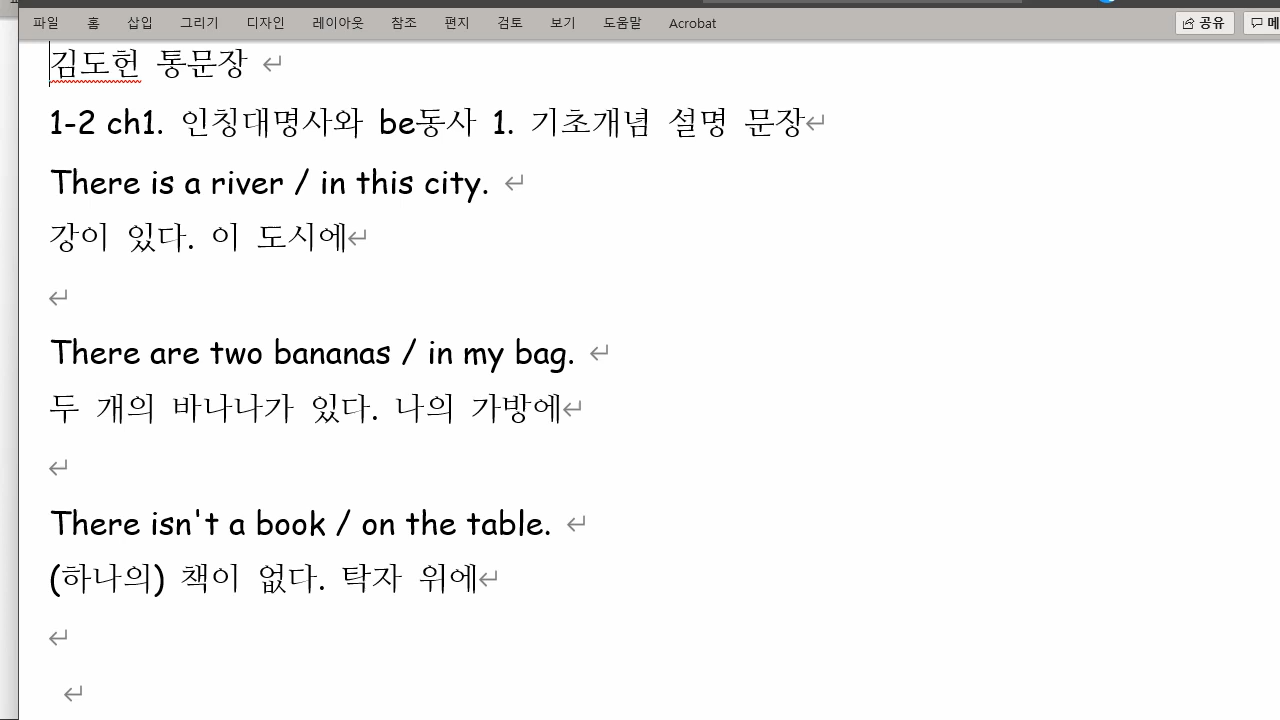 파일 홈 삽입 그리기 디자인 레이아웃 참조 편지 검토 보기 도움말 Acrobat 공유
김도헌 통문장
1-2 ch1. 인칭대명사와 be동사 1. 기초개념 설명 문장
There is a river / in this city.
강이 있다. 이 도시에
There are two bananas / in my bag.
두 개의 바나나가 있다. 나의 가방에
There isn't a book / on the table.
(하나의) 책이 없다. 탁자 위에